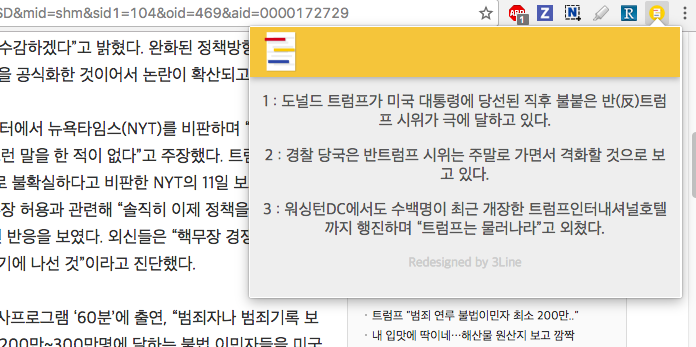 SD&mid=shm&sid1=104&oid=469&aid=0000172729
1
수감하겠다”고 밝혔다. 완화된 정책방향
을 공식화한 것이어서 논란이 확산되고
터에서 뉴욕타임스(NYT)를 비판하며 “
런 말을 한 적이 없다”고 주장했다. 트럼
로 불확실하다고 비판한 NYT의 11일 보
장 허용과 관련해 “솔직히 이제 정책을
반응을 보였다. 외신들은 “핵무장 경쟁
기에 나선 것”이라고 진단했다.
사프로그램 ‘60분’에 출연, “범죄자나 범죄기록 보
200만~300만명에 달하는 불법 이민자들을 미국
1 : 도널드 트럼프가 미국 대통령에 당선된 직후 불붙은 반(反)트럼
프 시위가 극에 달하고 있다.
2 : 경찰 당국은 반트럼프 시위는 주말로 가면서 격화할 것으로 보
고 있다.
3 : 워싱턴DC에서도 수백명이 최근 개장한 트럼프인터내셔널호텔
까지 행진하며 “트럼프는 물러나라”고 외쳤다.
Redesigned by 3Line
· 트럼프 “범죄 연루 불법이민자 최소 200만..”
· 내 입맛에 딱이네…해산물 원산지 보고 깜짝